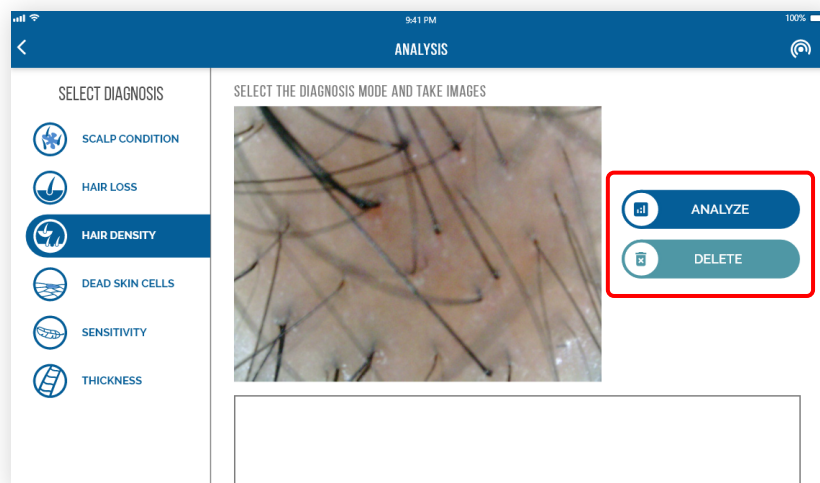 9:41 PM
100%
ANALYSIS
SELECT DIAGNOSIS
SCALP CONDITION
HAIR LOSS
HAIR DENSITY
DEAD SKIN CELLS
SENSITIVITY
THICKNESS
SELECT THE DIAGNOSIS MODE AND TAKE IMAGES
ANALYZE
DELETE